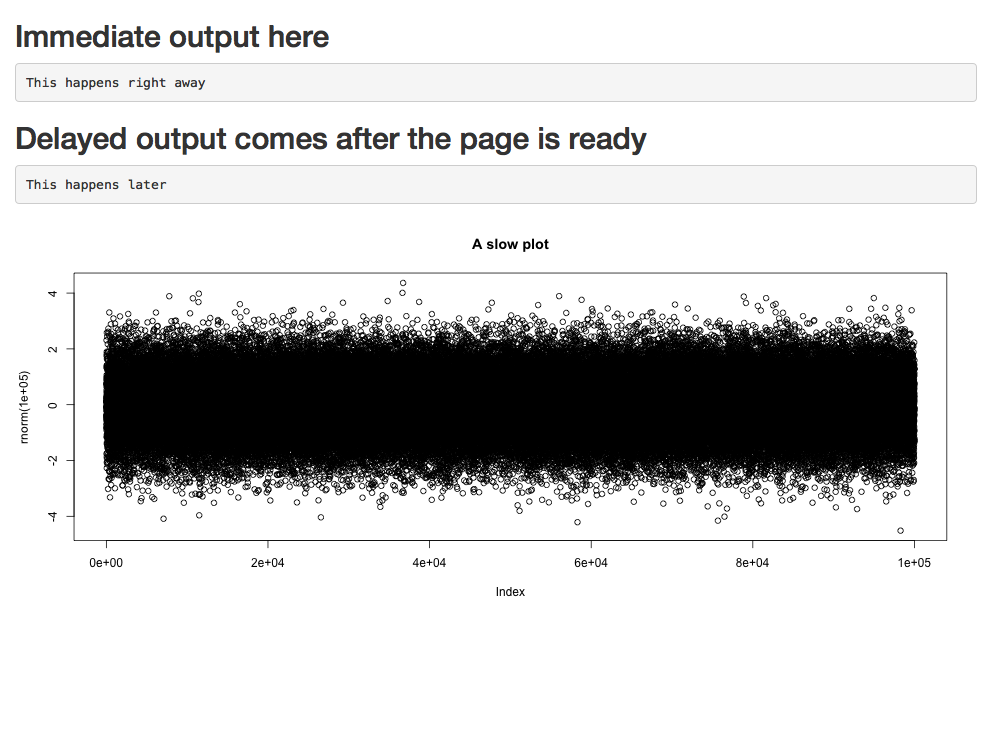 Immediate output here
This happens right away
Delayed output comes after the page is ready
This happens later
A slow plot
rnorm(1e+05)
4
2
0
-2
-4
0e+00 2e+04 4e+04 6e+04 8e+04 1e+05
Index